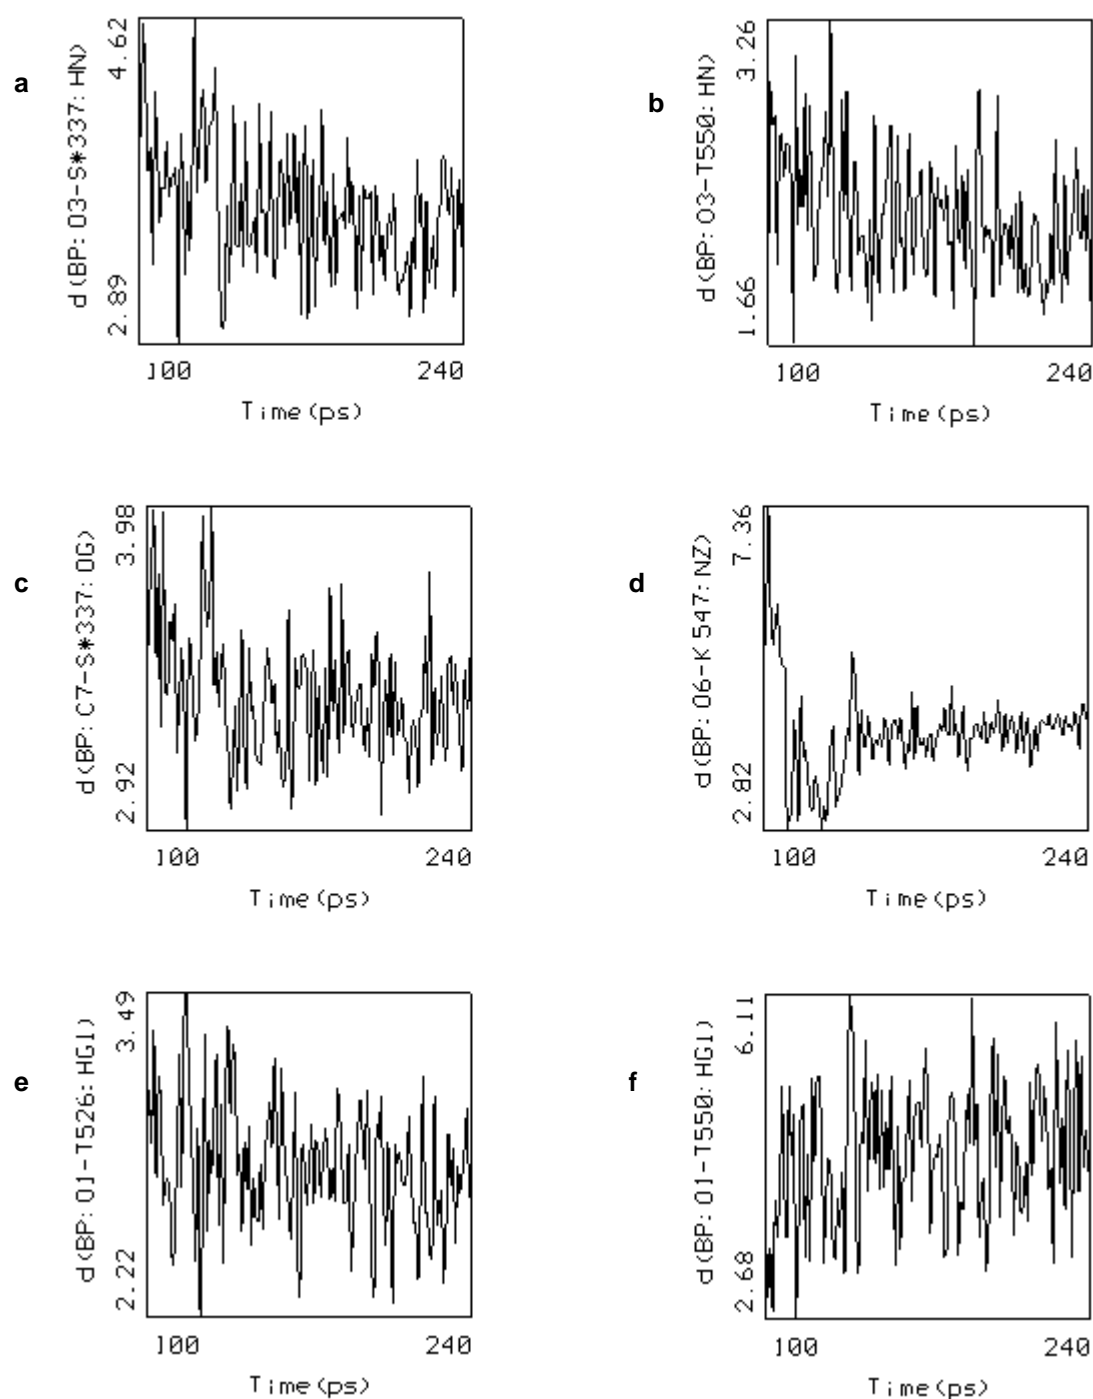 a
4.62
d(BP: O3-S*337: HN)
2.89
100 240
Time(ps)
b
3.26
d(BP: O3-T550: HN)
1.66
100 240
Time(ps)
c
3.98
d(BP: C7-S*337: OG)
2.92
100 240
Time(ps)
d
7.36
d(BP: O6-K 547: NZ)
2.82
100 240
Time(ps)
e
3.49
d(BP: O1-T526: HG1)
2.22
100 240
Time(ps)
f
6.11
d(BP: O1-T550: HG1)
2.68
100 240
Time(ps)